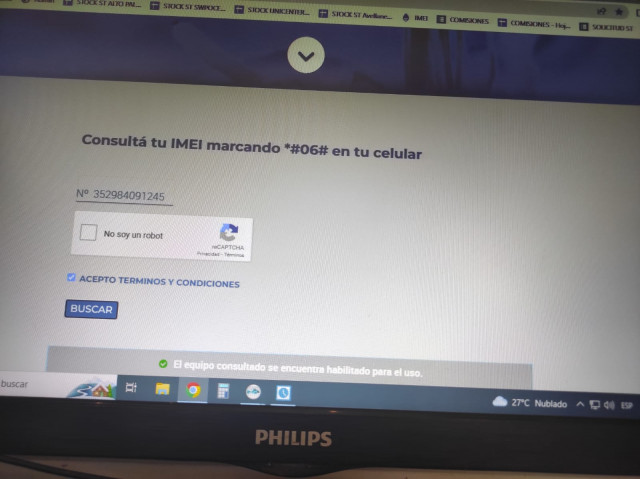 STOCK ST ALTO PAL...
STOCK ST SWPOCE...
STOCK UNICENTER...
STOCK ST Avellane...
IMEI
COMISIONES
COMISIONES - Hoj...
SOLICITUD ST
Consultá tu IMEI marcando *#06# en tu celular
Nº 352984091245
No soy un robot
reCAPTCHA
Privacidad - Términos
ACEPTO TERMINOS Y CONDICIONES
BUSCAR
El equipo consultado se encuentra habilitado para el uso.
buscar
27°C Nublado
ESP
PHILIPS